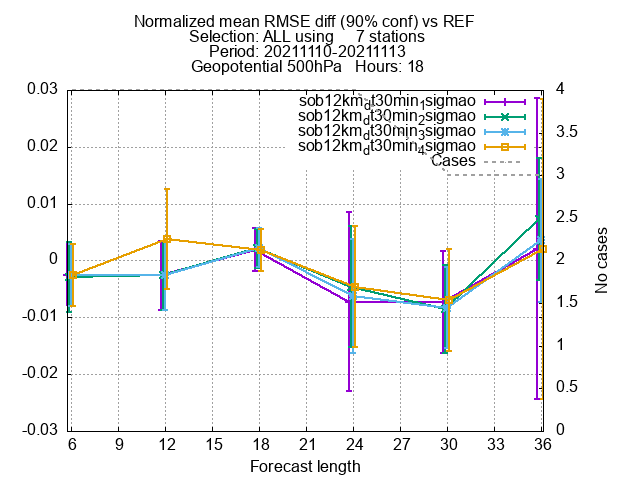 Normalized mean RMSE diff (90% conf) vs REF
Selection: ALL using 7 stations
Period: 20211110-20211113
Geopotential 500hPa Hours: 18
sob12km_dt30min_1sigmao
sob12km_dt30min_2sigmao
sob12km_dt30min_3sigmao
sob12km_dt30min_4sigmao
Cases
0.03
0.02
0.01
0
-0.01
-0.02
-0.03
4
3.5
3
2.5
2
1.5
1
0.5
0
No cases
6 9 12 15 18 21 24 27 30 33 36
Forecast length